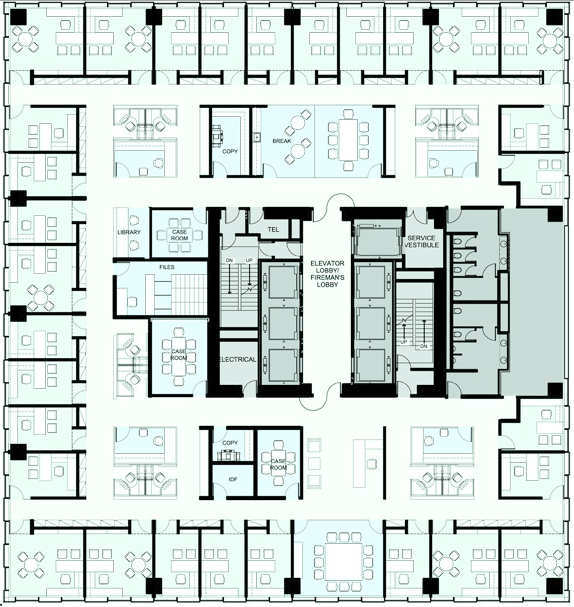 COPY
BREAK
LIBRARY
CASE
ROOM
TEL
SERVICE
VESTIBULE
ELEVATOR
LOBBY/
FIREMAN'S
LOBBY
DN UP
FILES
CASE
ROOM
ELECTRICAL
UP
DN
COPY
CASE
ROOM
IDF